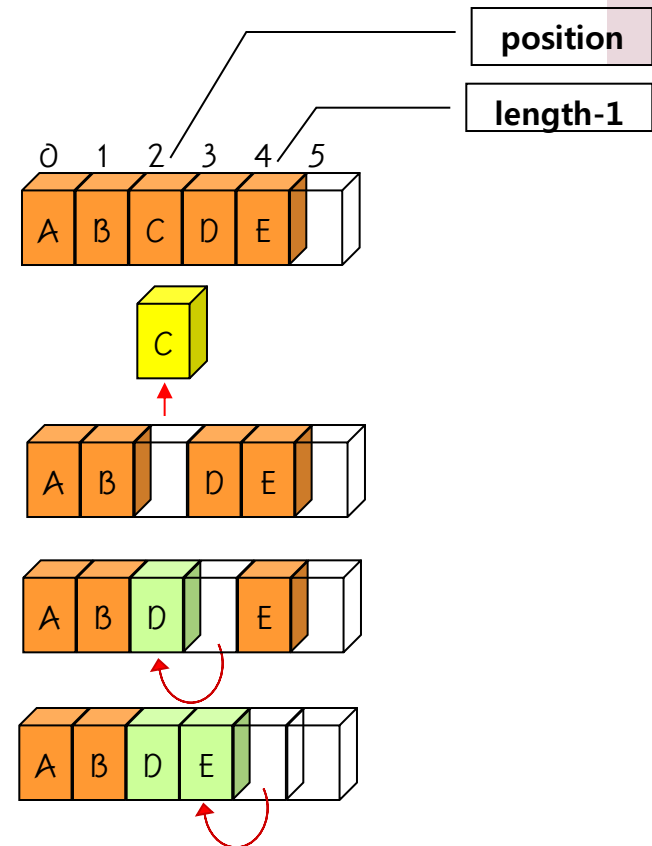 position
length-1
0 1 2 3 4 5
A B C D E
C
A B D E
A B D E
A B D E